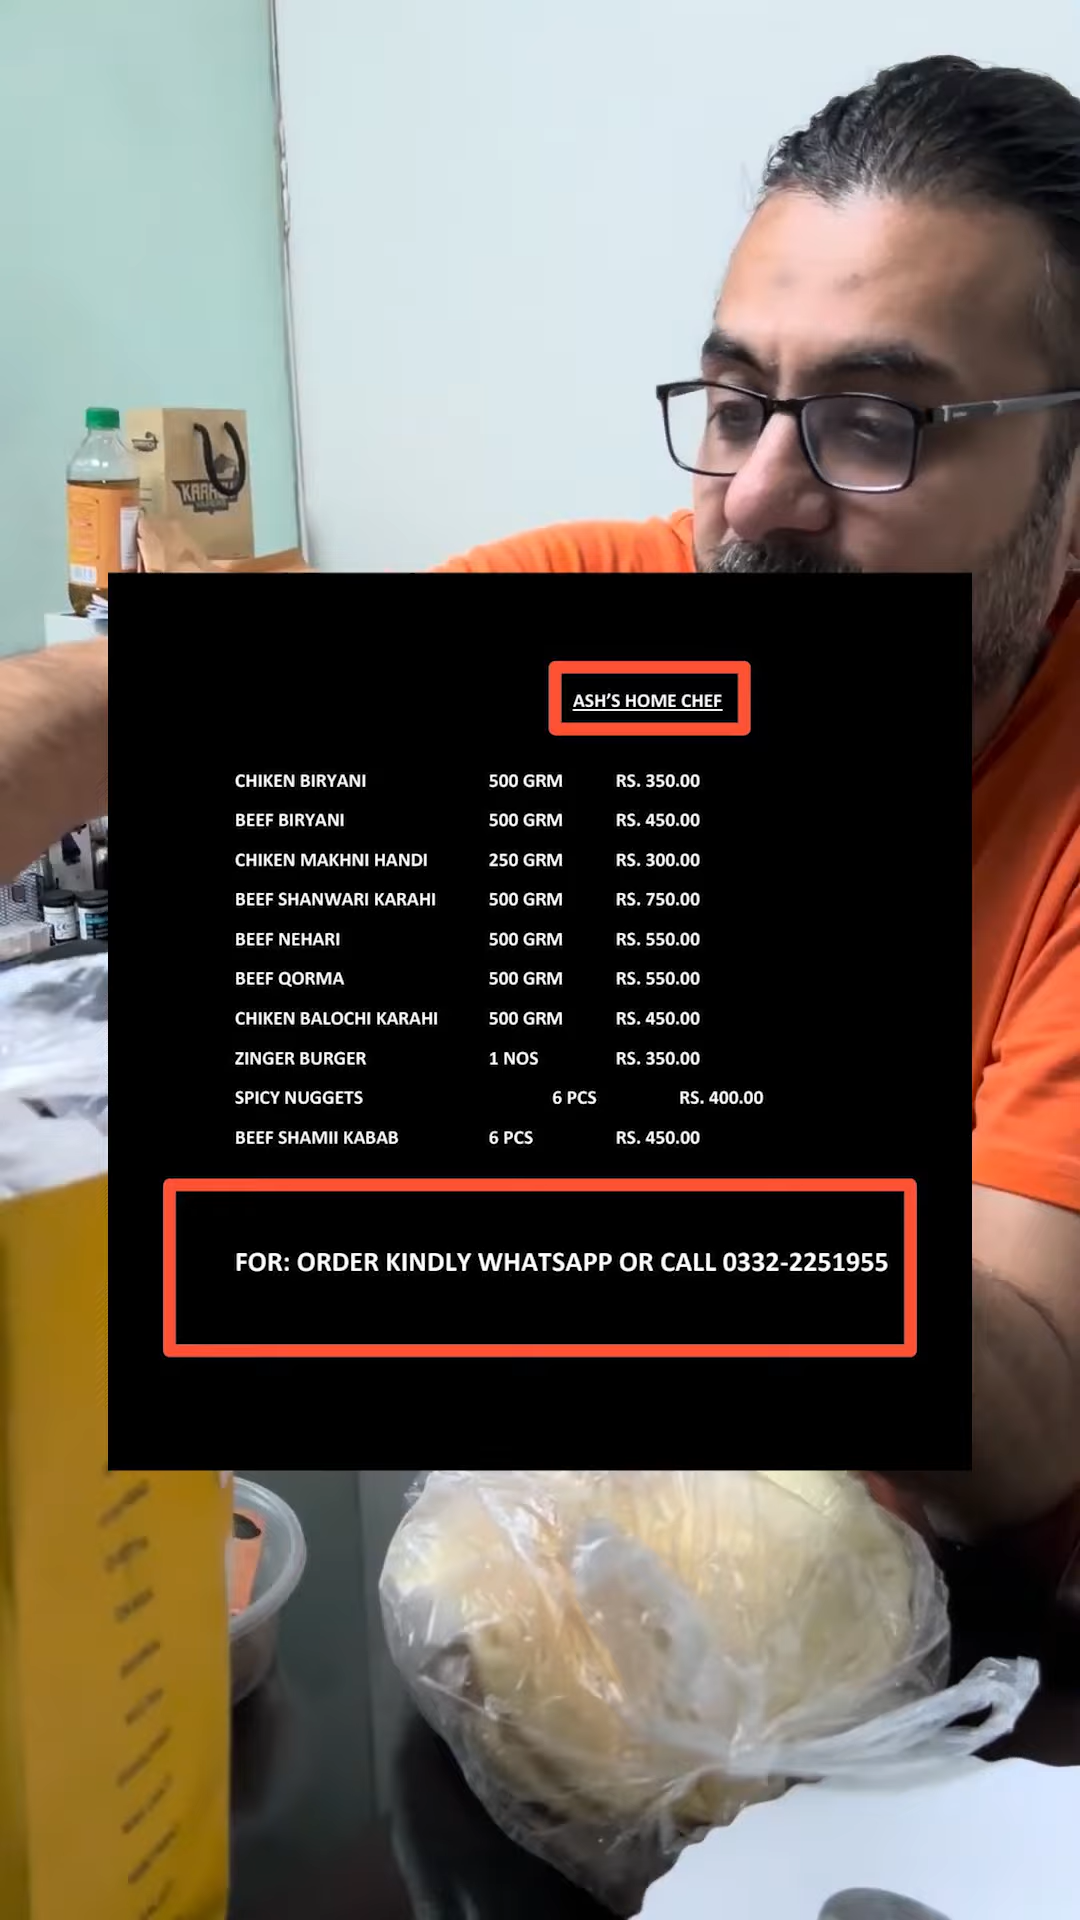 ASH'S HOME CHEF
CHIKEN BIRYANI 500 GRM RS. 350.00
BEEF BIRYANI 500 GRM RS. 450.00
CHIKEN MAKHNI HANDI 250 GRM RS. 300.00
BEEF SHANWARI KARAHI 500 GRM RS. 750.00
BEEF NEHARI 500 GRM RS. 550.00
BEEF QORMA 500 GRM RS. 550.00
CHIKEN BALOCHI KARAHI 500 GRM RS. 450.00
ZINGER BURGER 1 NOS RS. 350.00
SPICY NUGGETS 6 PCS RS. 400.00
BEEF SHAMII KABAB 6 PCS RS. 450.00
FOR: ORDER KINDLY WHATSAPP OR CALL 0332-2251955